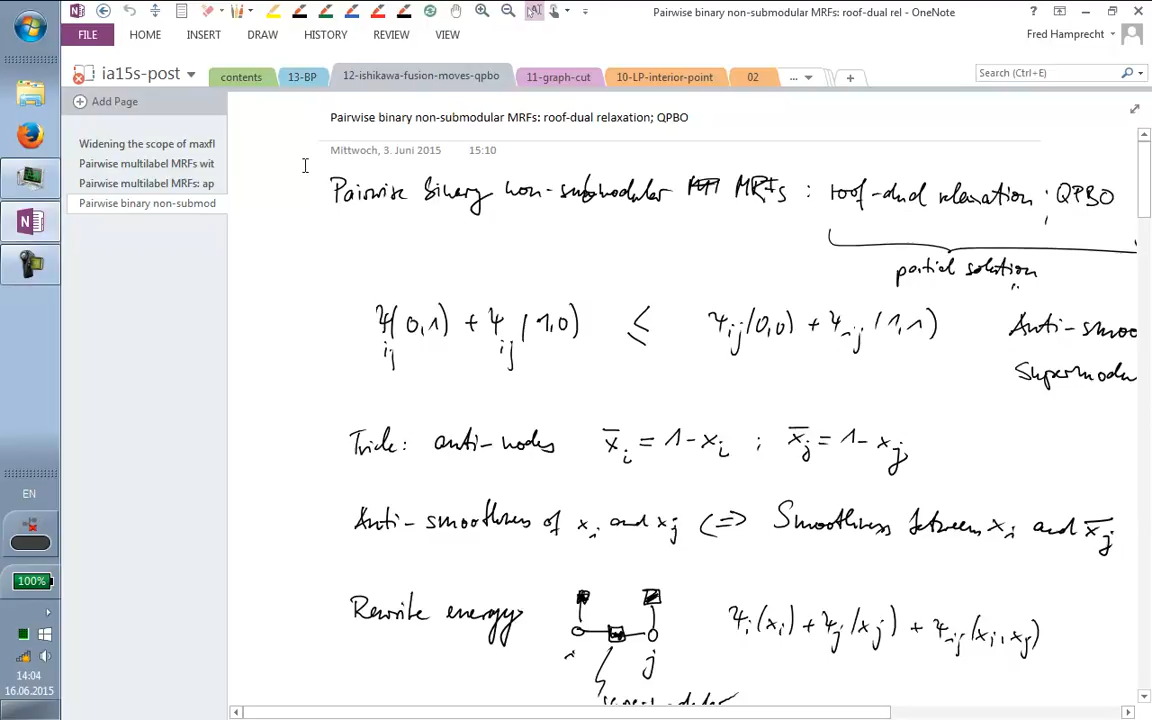 Pairwise binary non-submodular MRFs: roof-dual rel - OneNote
FILE HOME INSERT DRAW HISTORY REVIEW VIEW
Fred Hamprecht
ia15s-post
contents 13-BP 12-ishikawa-fusion-moves-qpbo 11-graph-cut 10-LP-interior-point 02 ...
Search (Ctrl+E)
Add Page
Widening the scope of maxfl
Pairwise multilabel MRFs wit
Pairwise multilabel MRFs: ap
Pairwise binary non-submod
Pairwise binary non-submodular MRFs: roof-dual relaxation; QPBO
Mittwoch, 3. Juni 2015 15:10
Pairwise binary non-submodular MRFs : roof-dual relaxation ; QPBO
partial solution
Ψij(0,1) + Ψij(1,0) ≤ Ψij(0,0) + Ψij(1,1)
Anti-smoo
Supermodu
Trick: anti-nodes x̄i = 1-xi ; x̄j = 1-xj
Anti-smoothness of xi and xj <=> Smoothness between xi and x̄j
Rewrite energy Ψi(xi) + Ψj(xj) + Ψij(xi,xj)
i j
supermodular
EN
100%
14:04
16.06.2015